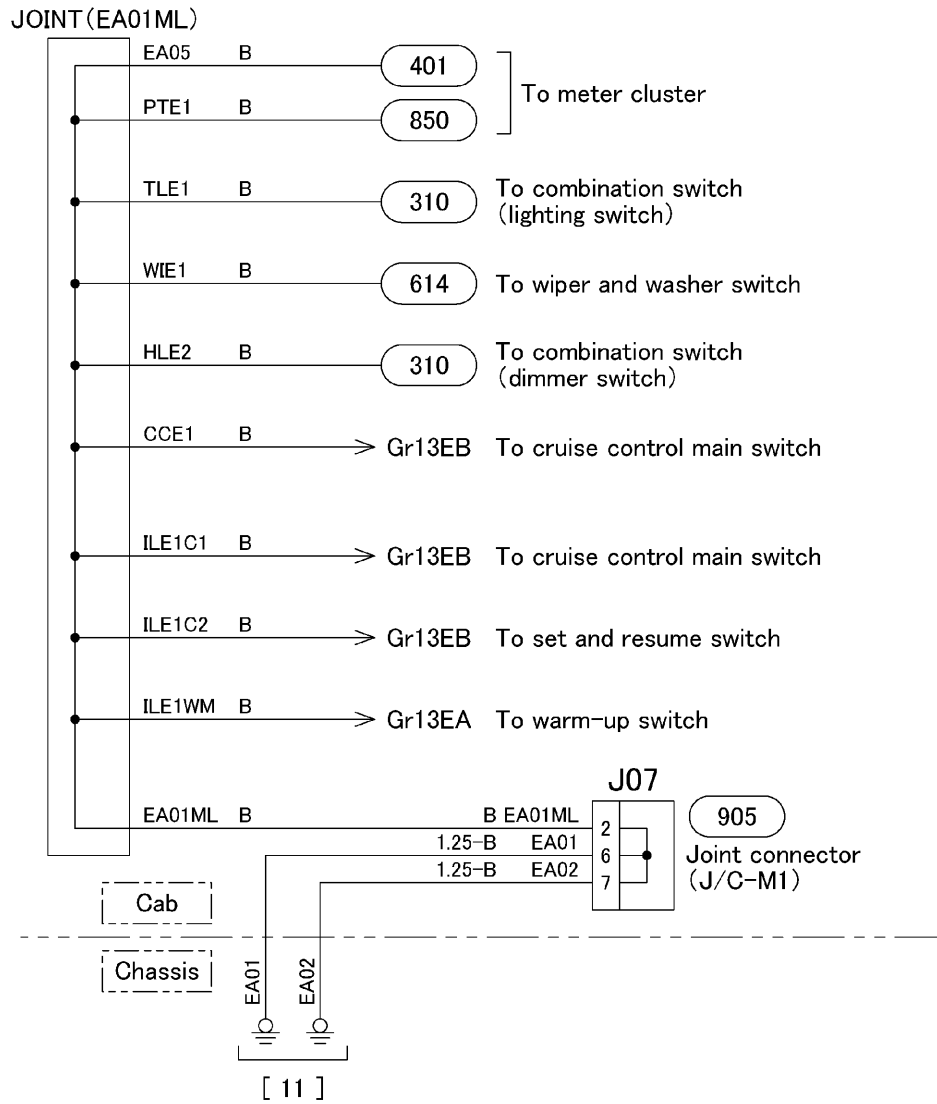 JOINT(EA01ML)
EA05 B 401
To meter cluster
PTE1 B 850
TLE1 B 310 To combination switch
(lighting switch)
WIE1 B 614 To wiper and washer switch
HLE2 B 310 To combination switch
(dimmer switch)
CCE1 B Gr13EB To cruise control main switch
ILE1C1 B Gr13EB To cruise control main switch
ILE1C2 B Gr13EB To set and resume switch
ILE1WM B Gr13EA To warm-up switch
J07
EA01ML B B EA01ML 2 905
1.25-B EA01 6 Joint connector
1.25-B EA02 7 (J/C-M1)
Cab
Chassis
EA01
EA02
[ 11 ]